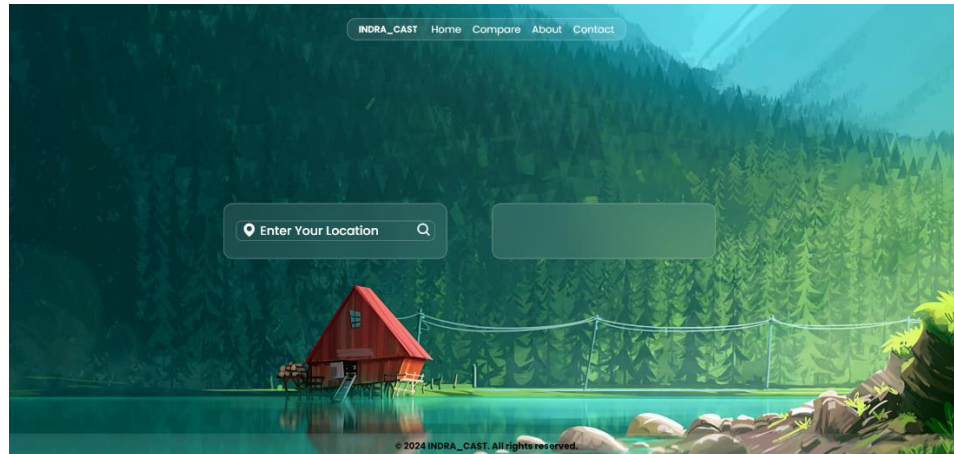 INDRA_CAST Home Compare About Contact
Enter Your Location
© 2024 INDRA_CAST. All rights reserved.